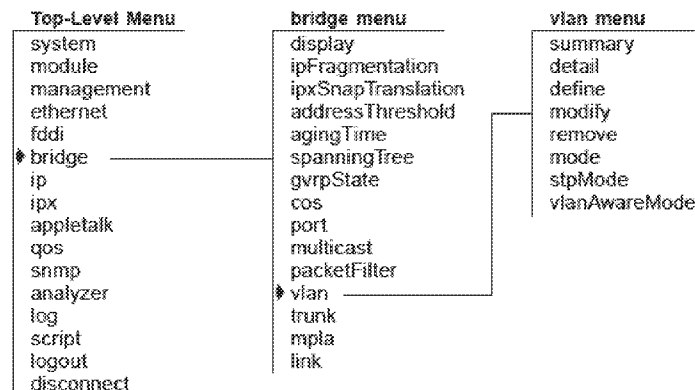 Top-Level Menu
system
module
management
ethernet
fddi
bridge
ip
ipx
appletalk
qos
snmp
analyzer
log
script
logout
disconnect
bridge menu
display
ipFragmentation
ipxSnapTranslation
addressThreshold
agingTime
spanningTree
gvrpState
cos
port
multicast
packetFilter
vlan
trunk
mpla
link
vlan menu
summary
detail
define
modify
remove
mode
stpMode
vlanAwareMode